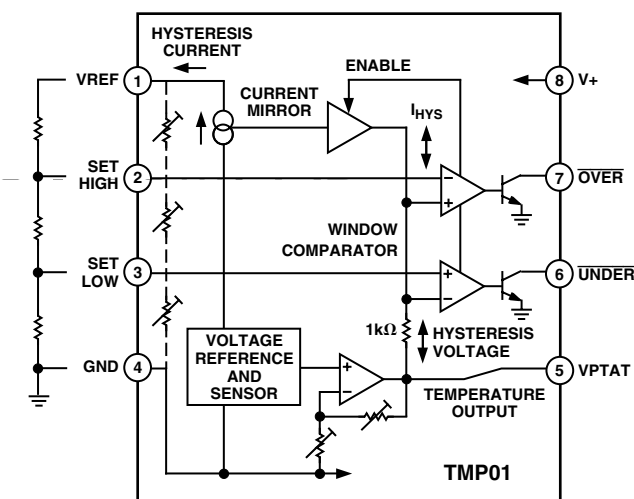 HYSTERESIS
CURRENT
VREF
1
CURRENT
MIRROR
ENABLE
8
V+
IHYS
SET
HIGH
2
−
+
7
OVER
WINDOW
COMPARATOR
SET
LOW
3
+
−
6
UNDER
1kΩ
HYSTERESIS
VOLTAGE
GND
4
VOLTAGE
REFERENCE
AND
SENSOR
+
−
5
VPTAT
TEMPERATURE
OUTPUT
TMP01